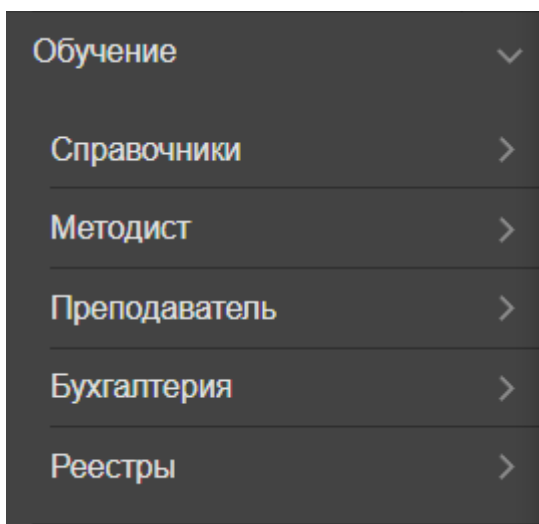 Обучение
Справочники
Методист
Преподаватель
Бухгалтерия
Реестры